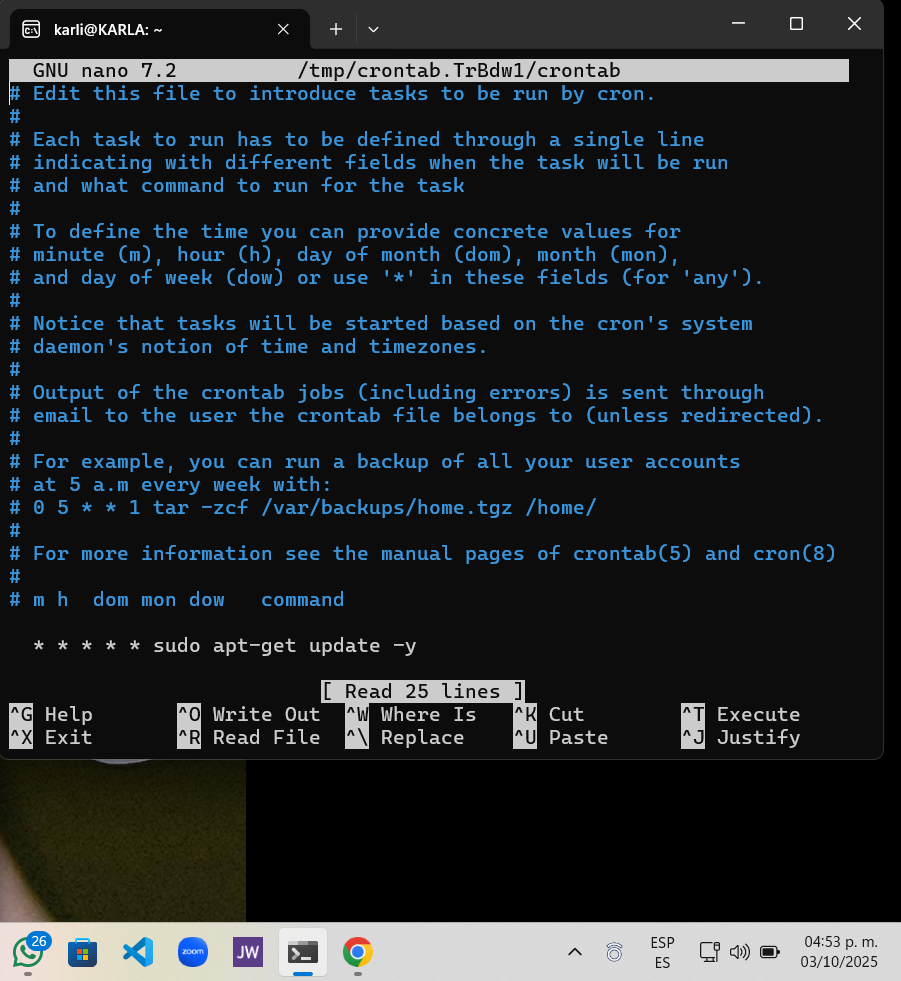 karli@KARLA: ~
GNU nano 7.2 /tmp/crontab.TrBdw1/crontab
# Edit this file to introduce tasks to be run by cron.
#
# Each task to run has to be defined through a single line
# indicating with different fields when the task will be run
# and what command to run for the task
#
# To define the time you can provide concrete values for
# minute (m), hour (h), day of month (dom), month (mon),
# and day of week (dow) or use '*' in these fields (for 'any').
#
# Notice that tasks will be started based on the cron's system
# daemon's notion of time and timezones.
#
# Output of the crontab jobs (including errors) is sent through
# email to the user the crontab file belongs to (unless redirected).
#
# For example, you can run a backup of all your user accounts
# at 5 a.m every week with:
# 0 5 * * 1 tar -zcf /var/backups/home.tgz /home/
#
# For more information see the manual pages of crontab(5) and cron(8)
#
# m h  dom mon dow   command
* * * * * sudo apt-get update -y
[ Read 25 lines ]
^G Help ^O Write Out ^W Where Is ^K Cut ^T Execute
^X Exit ^R Read File ^\ Replace ^U Paste ^J Justify
26
zoom
JW
ESP
ES
04:53 p. m.
03/10/2025